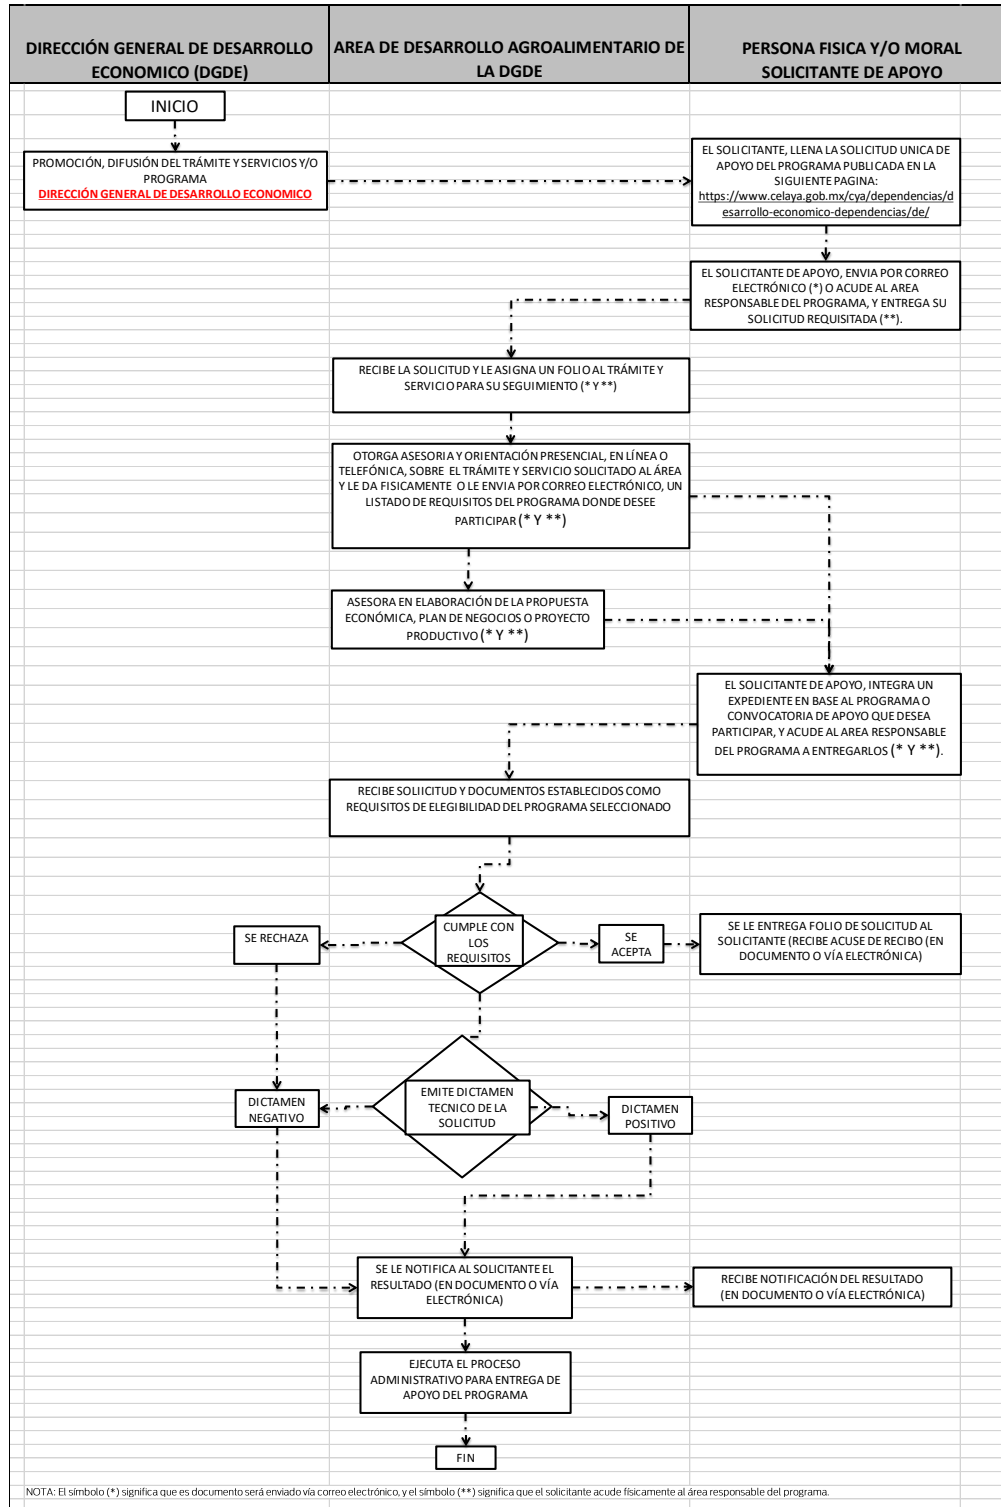 DIRECCIÓN GENERAL DE DESARROLLO
ECONOMICO (DGDE)
AREA DE DESARROLLO AGROALIMENTARIO DE
LA DGDE
PERSONA FISICA Y/O MORAL
SOLICITANTE DE APOYO
INICIO
PROMOCIÓN, DIFUSIÓN DEL TRÁMITE Y SERVICIOS Y/O
PROGRAMA
DIRECCIÓN GENERAL DE DESARROLLO ECONOMICO
EL SOLICITANTE, LLENA LA SOLICITUD UNICA DE
APOYO DEL PROGRAMA PUBLICADA EN LA
SIGUIENTE PAGINA:
https://www.celaya.gob.mx/cya/dependencias/d
esarrollo-economico-dependencias/de/
EL SOLICITANTE DE APOYO, ENVIA POR CORREO
ELECTRÓNICO (*) O ACUDE AL AREA
RESPONSABLE DEL PROGRAMA, Y ENTREGA SU
SOLICITUD REQUISITADA (**).
RECIBE LA SOLICITUD Y LE ASIGNA UN FOLIO AL TRÁMITE Y
SERVICIO PARA SU SEGUIMIENTO (* Y **)
OTORGA ASESORIA Y ORIENTACIÓN PRESENCIAL, EN LÍNEA O
TELEFÓNICA, SOBRE EL TRÁMITE Y SERVICIO SOLICITADO AL ÁREA
Y LE DA FISICAMENTE O LE ENVIA POR CORREO ELECTRÓNICO, UN
LISTADO DE REQUISITOS DEL PROGRAMA DONDE DESEE
PARTICIPAR (* Y **)
ASESORA EN ELABORACIÓN DE LA PROPUESTA
ECONÓMICA, PLAN DE NEGOCIOS O PROYECTO
PRODUCTIVO (* Y **)
EL SOLICITANTE DE APOYO, INTEGRA UN
EXPEDIENTE EN BASE AL PROGRAMA O
CONVOCATORIA DE APOYO QUE DESEA
PARTICIPAR, Y ACUDE AL AREA RESPONSABLE
DEL PROGRAMA A ENTREGARLOS (* Y **).
RECIBE SOLIICTUD Y DOCUMENTOS ESTABLECIDOS COMO
REQUISITOS DE ELEGIBILIDAD DEL PROGRAMA SELECCIONADO
SE RECHAZA
CUMPLE CON
LOS
REQUISITOS
SE
ACEPTA
SE LE ENTREGA FOLIO DE SOLICITUD AL
SOLICITANTE (RECIBE ACUSE DE RECIBO (EN
DOCUMENTO O VÍA ELECTRÓNICA)
DICTAMEN
NEGATIVO
EMITE DICTAMEN
TECNICO DE LA
SOLICITUD
DICTAMEN
POSITIVO
SE LE NOTIFICA AL SOLICITANTE EL
RESULTADO (EN DOCUMENTO O VÍA
ELECTRÓNICA)
RECIBE NOTIFICACIÓN DEL RESULTADO
(EN DOCUMENTO O VÍA ELECTRÓNICA)
EJECUTA EL PROCESO
ADMINISTRATIVO PARA ENTREGA DE
APOYO DEL PROGRAMA
FIN
NOTA: El símbolo (*) significa que es documento será enviado vía correo electrónico, y el símbolo (**) significa que el solicitante acude físicamente al área responsable del programa.